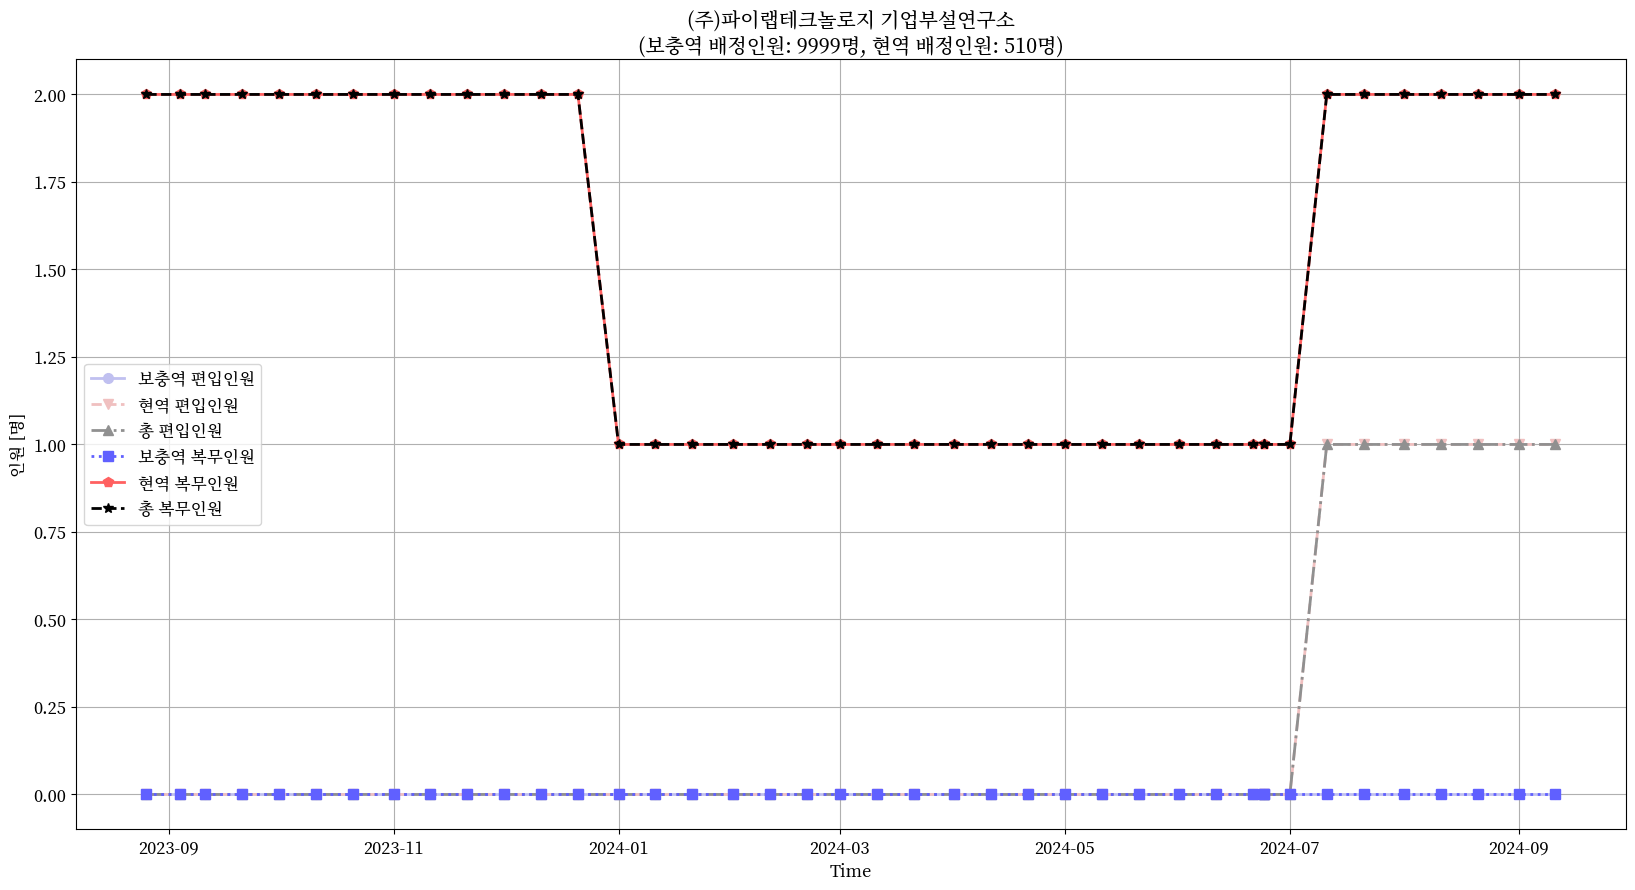 (주)파이랩테크놀로지 기업부설연구소
(보충역 배정인원: 9999명, 현역 배정인원: 510명)
인원 [명]
2.00
1.75
1.50
1.25
1.00
0.75
0.50
0.25
0.00
보충역 편입인원
현역 편입인원
총 편입인원
보충역 복무인원
현역 복무인원
총 복무인원
2023-09
2023-11
2024-01
2024-03
2024-05
2024-07
2024-09
Time